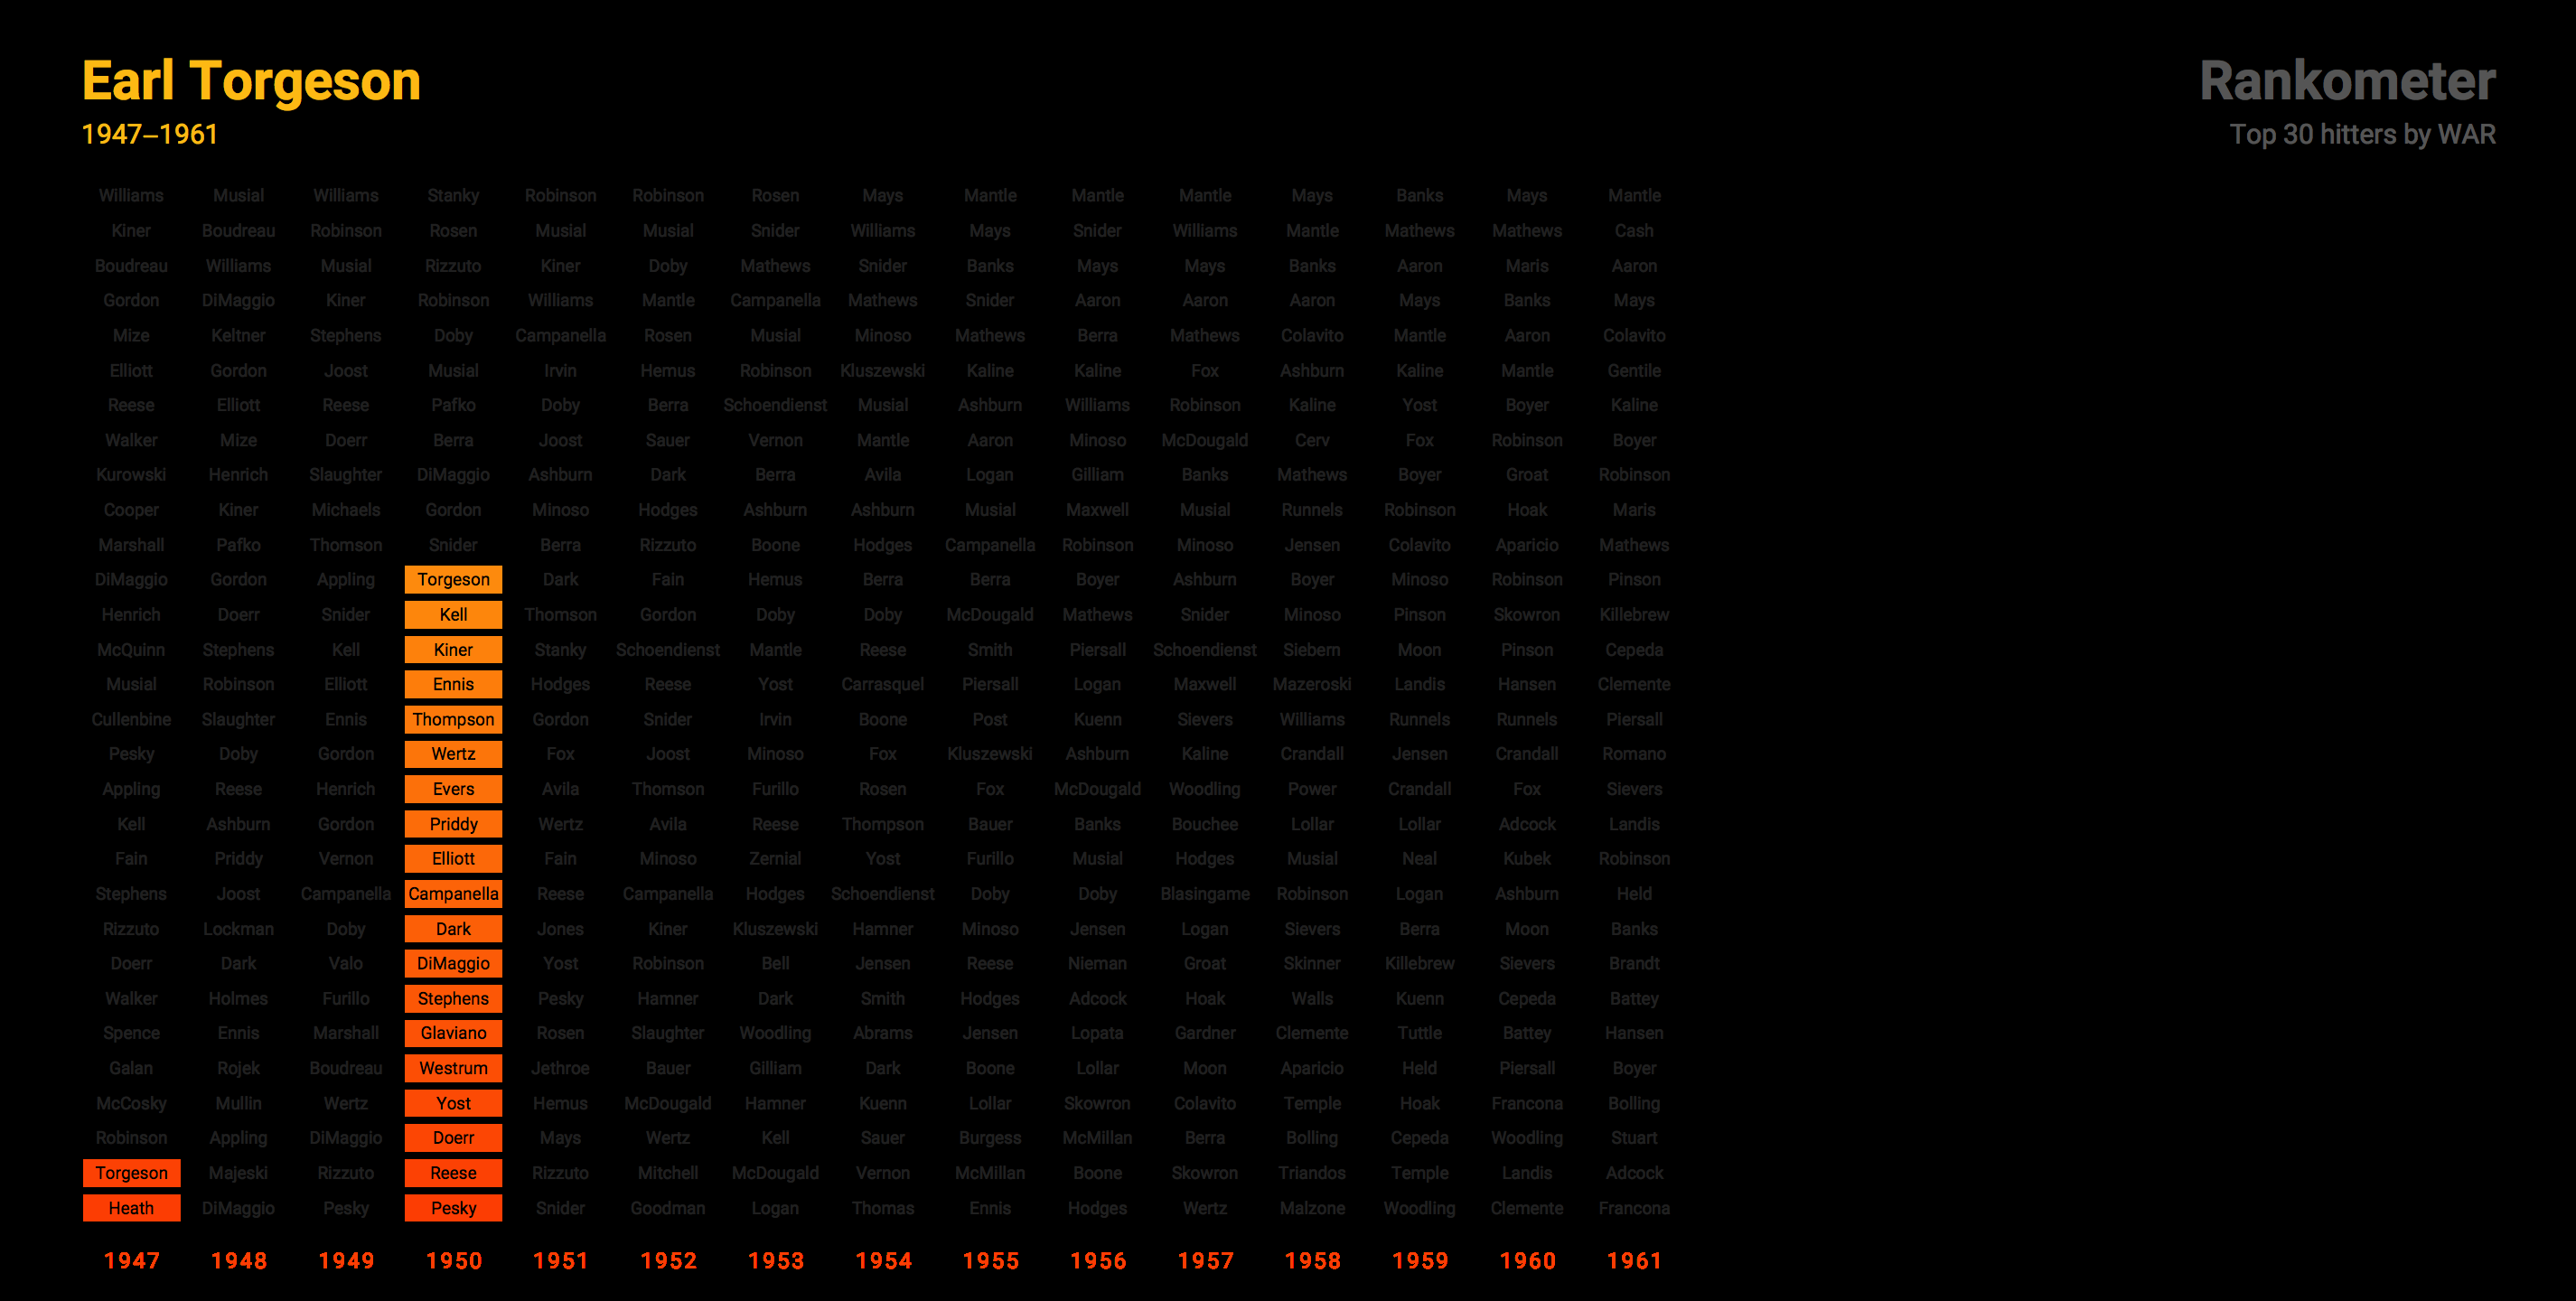 Earl Torgeson Rankometer
1947–1961 Top 30 hitters by WAR
Williams Musial Williams Stanky Robinson Robinson Rosen Mays Mantle Mantle Mantle Mays Banks Mays Mantle
Kiner Boudreau Robinson Rosen Musial Musial Snider Williams Mays Snider Williams Mantle Mathews Mathews Cash
Boudreau Williams Musial Rizzuto Kiner Doby Mathews Snider Banks Mays Mays Banks Aaron Maris Aaron
Gordon DiMaggio Kiner Robinson Williams Mantle Campanella Mathews Snider Aaron Aaron Aaron Mays Banks Mays
Mize Keltner Stephens Doby Campanella Rosen Musial Minoso Mathews Berra Mathews Colavito Mantle Aaron Colavito
Elliott Gordon Joost Musial Irvin Hemus Robinson Kluszewski Kaline Kaline Fox Ashburn Kaline Mantle Gentile
Reese Elliott Reese Pafko Doby Berra Schoendienst Musial Ashburn Williams Robinson Kaline Yost Boyer Kaline
Walker Mize Doerr Berra Joost Sauer Vernon Mantle Aaron Minoso McDougald Cerv Fox Robinson Boyer
Kurowski Henrich Slaughter DiMaggio Ashburn Dark Berra Avila Logan Gilliam Banks Mathews Boyer Groat Robinson
Cooper Kiner Michaels Gordon Minoso Hodges Ashburn Ashburn Musial Maxwell Musial Runnels Robinson Hoak Maris
Marshall Pafko Thomson Snider Berra Rizzuto Boone Hodges Campanella Robinson Minoso Jensen Colavito Aparicio Mathews
DiMaggio Gordon Appling Torgeson Dark Fain Hemus Berra Berra Boyer Ashburn Boyer Minoso Robinson Pinson
Henrich Doerr Snider Kell Thomson Gordon Doby Doby McDougald Mathews Snider Minoso Pinson Skowron Killebrew
McQuinn Stephens Kell Kiner Stanky Schoendienst Mantle Reese Smith Piersall Schoendienst Siebern Moon Pinson Cepeda
Musial Robinson Elliott Ennis Hodges Reese Yost Carrasquel Piersall Logan Maxwell Mazeroski Landis Hansen Clemente
Cullenbine Slaughter Ennis Thompson Gordon Snider Irvin Boone Post Kuenn Sievers Williams Runnels Runnels Piersall
Pesky Doby Gordon Wertz Fox Joost Minoso Fox Kluszewski Ashburn Kaline Crandall Jensen Crandall Romano
Appling Reese Henrich Evers Avila Thomson Furillo Rosen Fox McDougald Woodling Power Crandall Fox Sievers
Kell Ashburn Gordon Priddy Wertz Avila Reese Thompson Bauer Banks Bouchee Lollar Lollar Adcock Landis
Fain Priddy Vernon Elliott Fain Minoso Zernial Yost Furillo Musial Hodges Musial Neal Kubek Robinson
Stephens Joost Campanella Campanella Reese Campanella Hodges Schoendienst Doby Doby Blasingame Robinson Logan Ashburn Held
Rizzuto Lockman Doby Dark Jones Kiner Kluszewski Hamner Minoso Jensen Logan Sievers Berra Moon Banks
Doerr Dark Valo DiMaggio Yost Robinson Bell Jensen Reese Nieman Groat Skinner Killebrew Sievers Brandt
Walker Holmes Furillo Stephens Pesky Hamner Dark Smith Hodges Adcock Hoak Walls Kuenn Cepeda Battey
Spence Ennis Marshall Glaviano Rosen Slaughter Woodling Abrams Jensen Lopata Gardner Clemente Tuttle Battey Hansen
Galan Rojek Boudreau Westrum Jethroe Bauer Gilliam Dark Boone Lollar Moon Aparicio Held Piersall Boyer
McCosky Mullin Wertz Yost Hemus McDougald Hamner Kuenn Lollar Skowron Colavito Temple Hoak Francona Bolling
Robinson Appling DiMaggio Doerr Mays Wertz Kell Sauer Burgess McMillan Berra Bolling Cepeda Woodling Stuart
Torgeson Majeski Rizzuto Reese Rizzuto Mitchell McDougald Vernon McMillan Boone Skowron Triandos Temple Landis Adcock
Heath DiMaggio Pesky Pesky Snider Goodman Logan Thomas Ennis Hodges Wertz Malzone Woodling Clemente Francona
1947 1948 1949 1950 1951 1952 1953 1954 1955 1956 1957 1958 1959 1960 1961